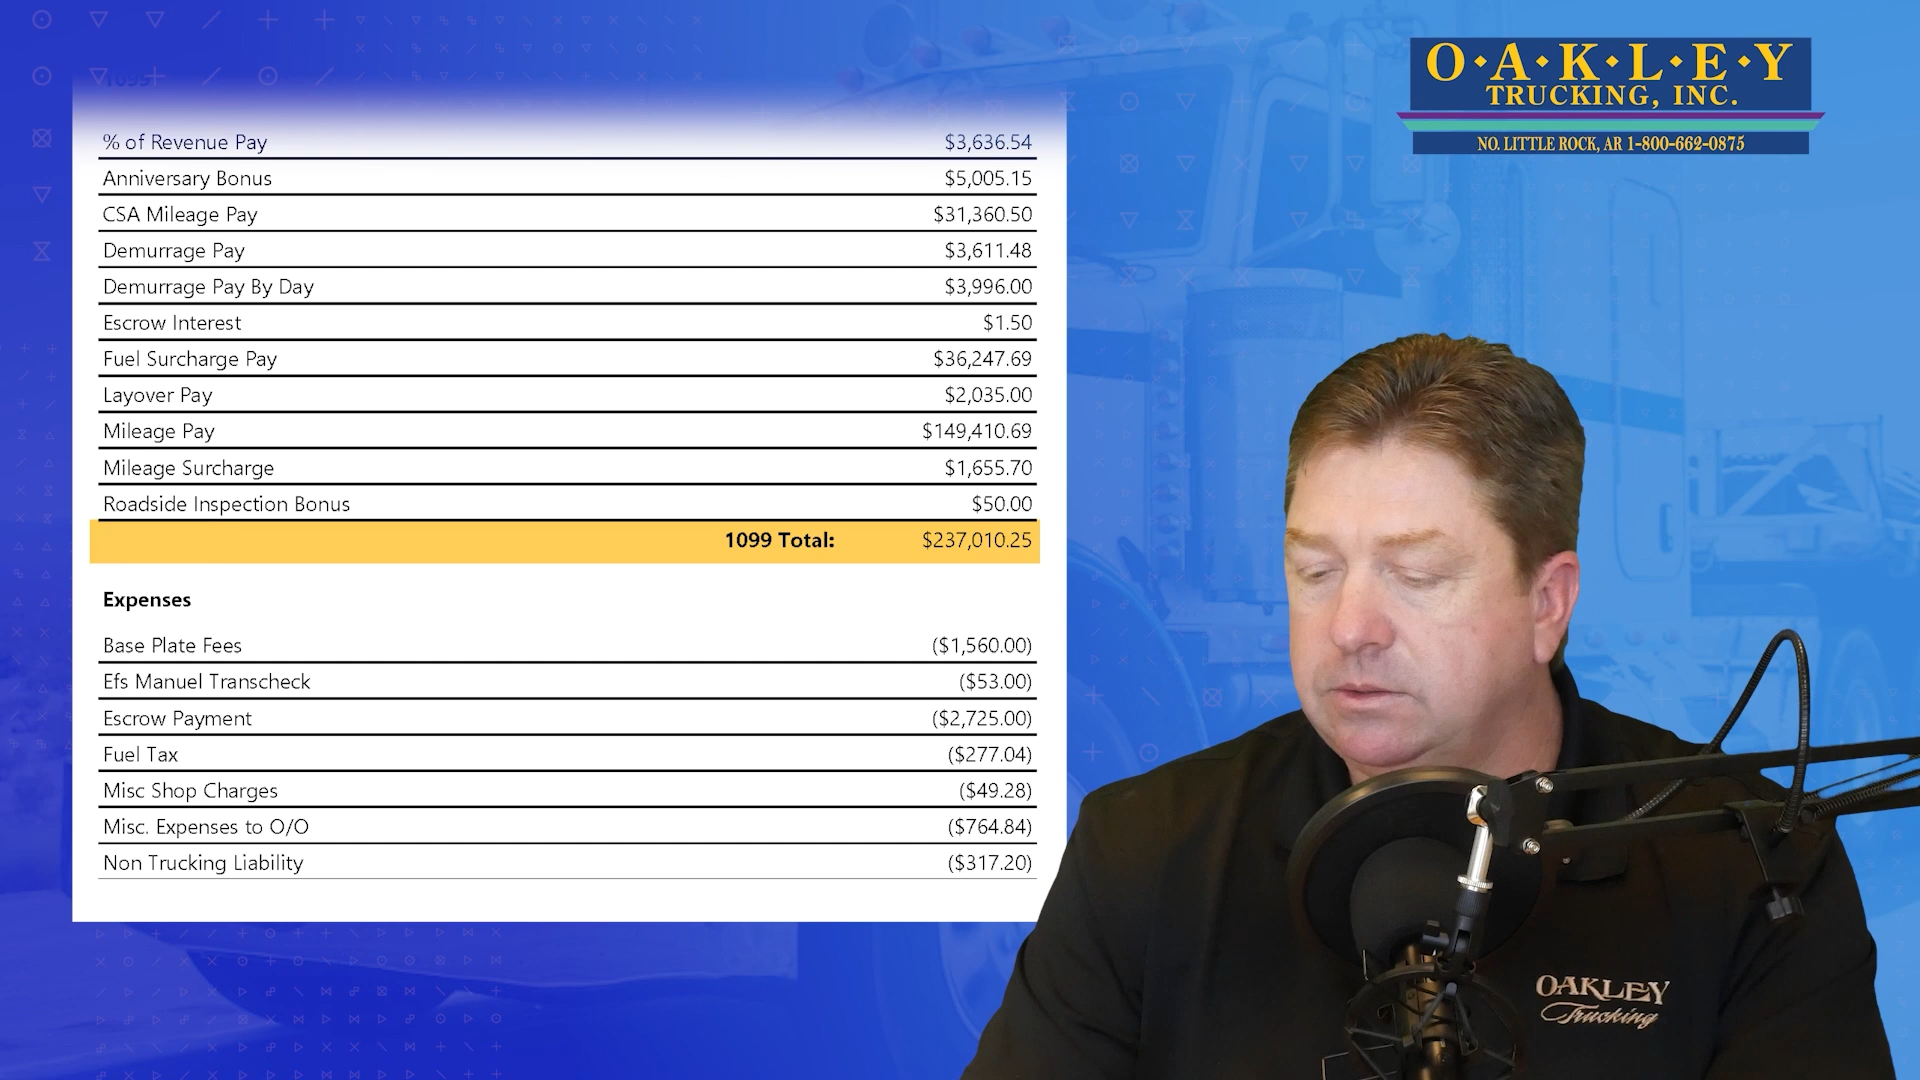 O·A·K·L·E·Y
TRUCKING, INC.
NO. LITTLE ROCK, AR 1-800-662-0875
1099
% of Revenue Pay $3,636.54
Anniversary Bonus $5,005.15
CSA Mileage Pay $31,360.50
Demurrage Pay $3,611.48
Demurrage Pay By Day $3,996.00
Escrow Interest $1.50
Fuel Surcharge Pay $36,247.69
Layover Pay $2,035.00
Mileage Pay $149,410.69
Mileage Surcharge $1,655.70
Roadside Inspection Bonus $50.00
1099 Total: $237,010.25
Expenses
Base Plate Fees ($1,560.00)
Efs Manuel Transcheck ($53.00)
Escrow Payment ($2,725.00)
Fuel Tax ($277.04)
Misc Shop Charges ($49.28)
Misc. Expenses to O/O ($764.84)
Non Trucking Liability ($317.20)
OAKLEY
Trucking